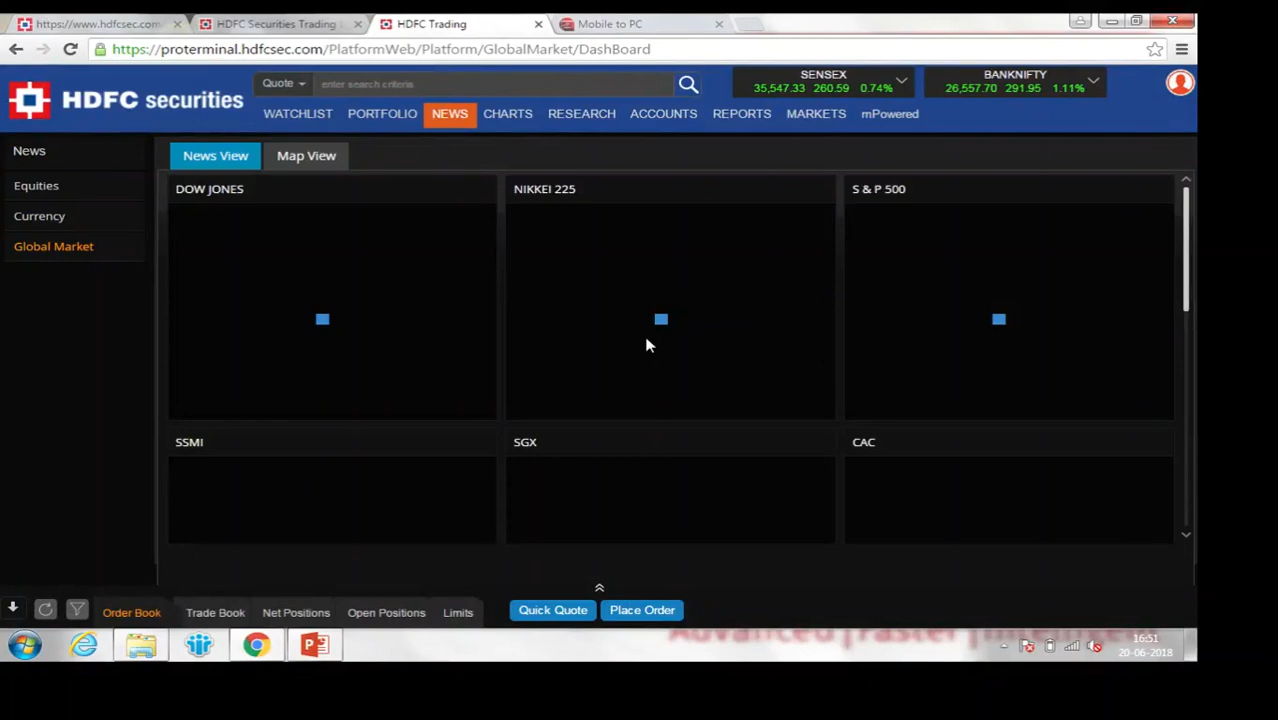 https://www.hdfcsec.com
HDFC Securities Trading
HDFC Trading
Mobile to PC
https://proterminal.hdfcsec.com/PlatformWeb/Platform/GlobalMarket/DashBoard
HDFC securities
Quote
enter search criteria
SENSEX
35,547.33 260.59 0.74%
BANKNIFTY
26,557.70 291.95 1.11%
WATCHLIST PORTFOLIO NEWS CHARTS RESEARCH ACCOUNTS REPORTS MARKETS mPowered
News
Equities
Currency
Global Market
News View Map View
DOW JONES
NIKKEI 225
S & P 500
SSMI
SGX
CAC
Order Book Trade Book Net Positions Open Positions Limits Quick Quote Place Order
Advanced|Faster|
16:51
20-06-2018